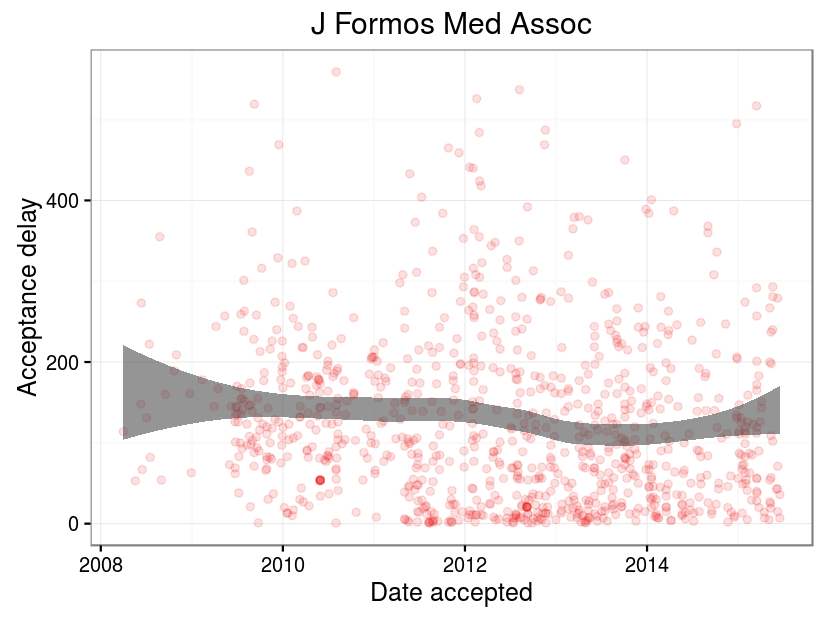 J Formos Med Assoc
Acceptance delay
400
200
0
2008 2010 2012 2014
Date accepted